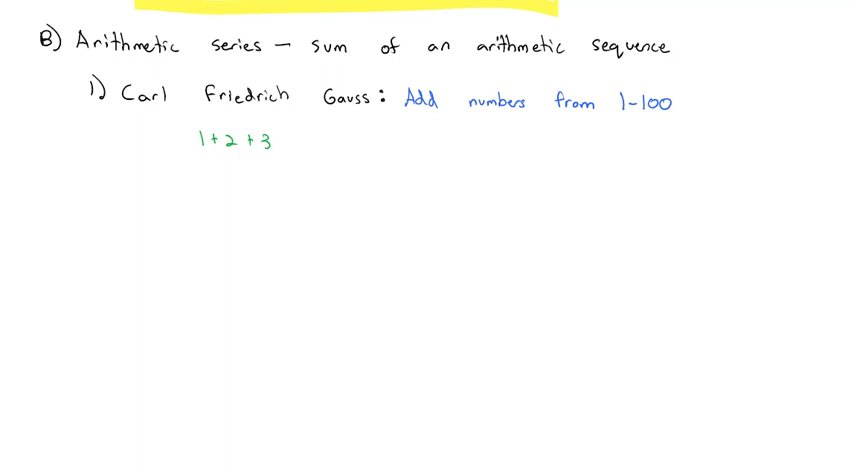 B) Arithmetic series – sum of an arithmetic sequence
1) Carl Friedrich Gauss: Add numbers from 1-100
1 + 2 + 3